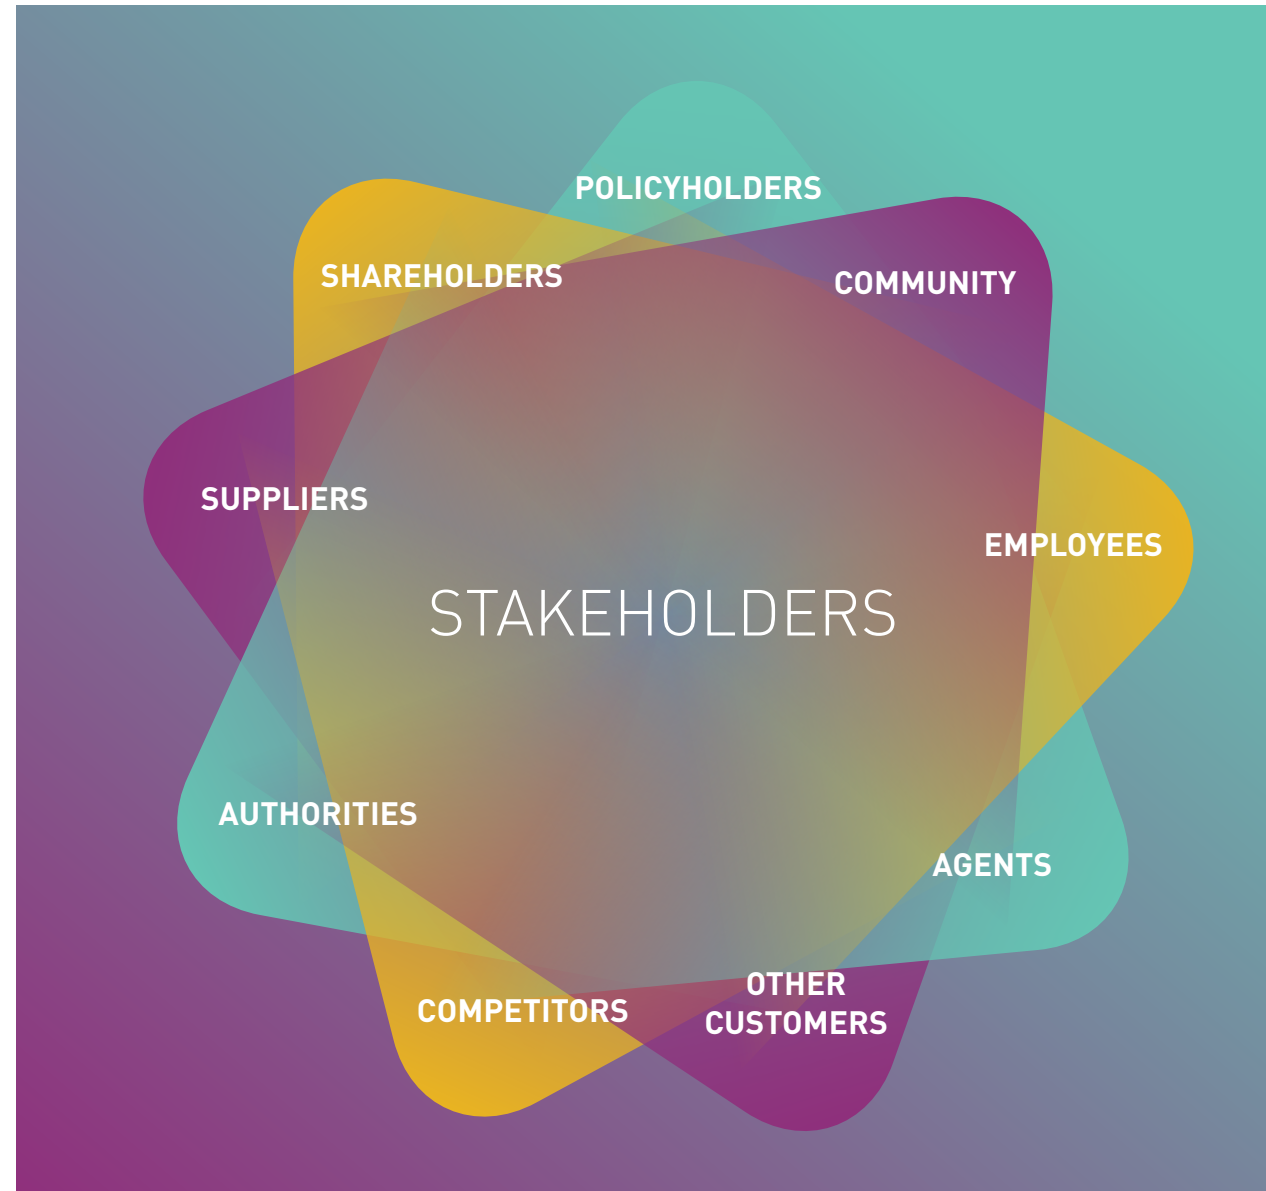 POLICYHOLDERS
SHAREHOLDERS
COMMUNITY
SUPPLIERS
EMPLOYEES
STAKEHOLDERS
AUTHORITIES
AGENTS
COMPETITORS
OTHER
CUSTOMERS